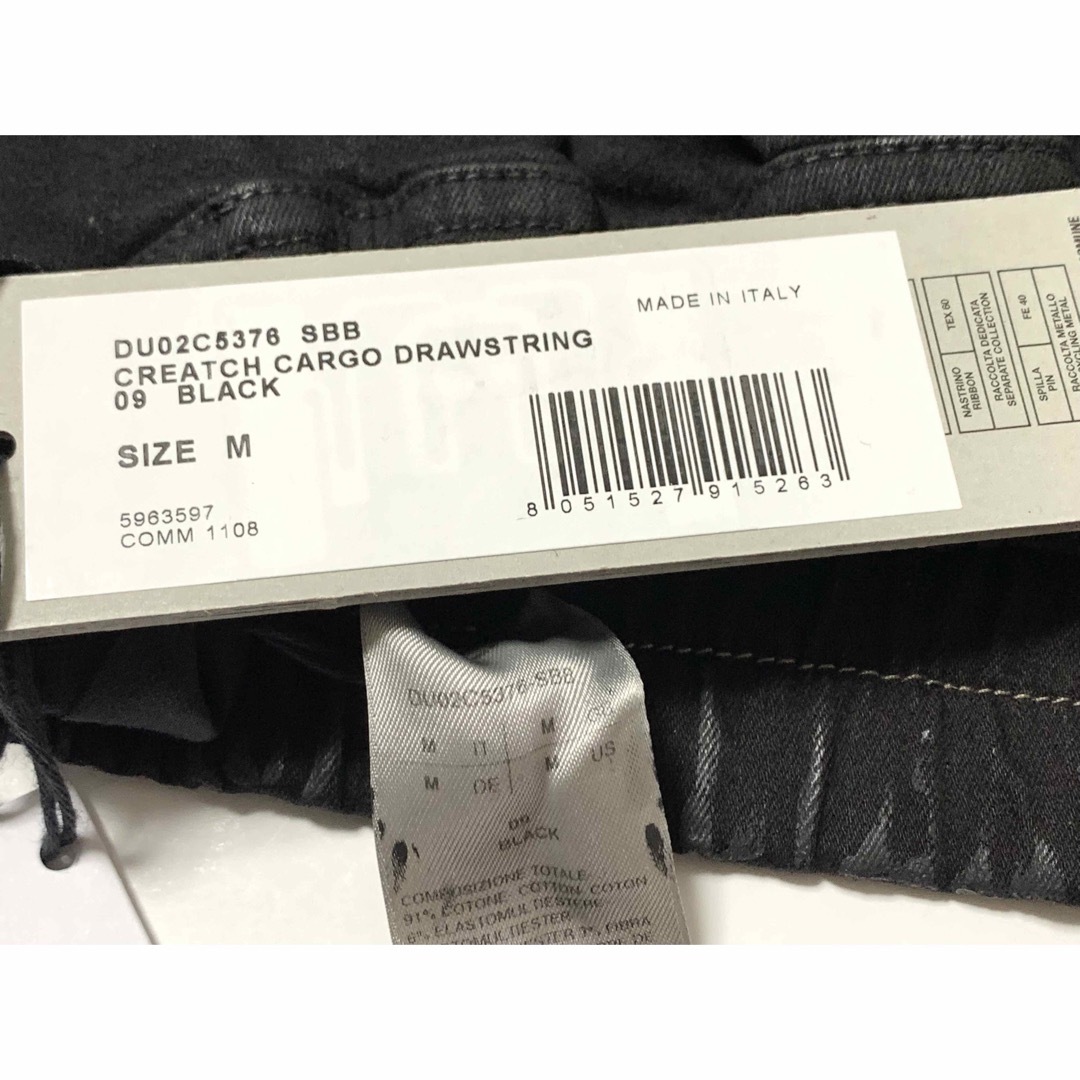 DU02C5376 SBB
CREATCH CARGO DRAWSTRING
09 BLACK
MADE IN ITALY
SIZE M
5963597
COMM 1108
8 051527 915263
NASTRINO
RIBBON
TEX 60
RACCOLTA DEDICATA
SEPARATE COLLECTION
SPILLA
PIN
FE 40
RACCOLTA METALLO
METAL
DU02C5376-SBB
M IT M
M DE M US
09
BLACK
COMPOSIZIONE TOTALE
91% COTONE COTTON COTON
6% ELASTOMULTIESTERE